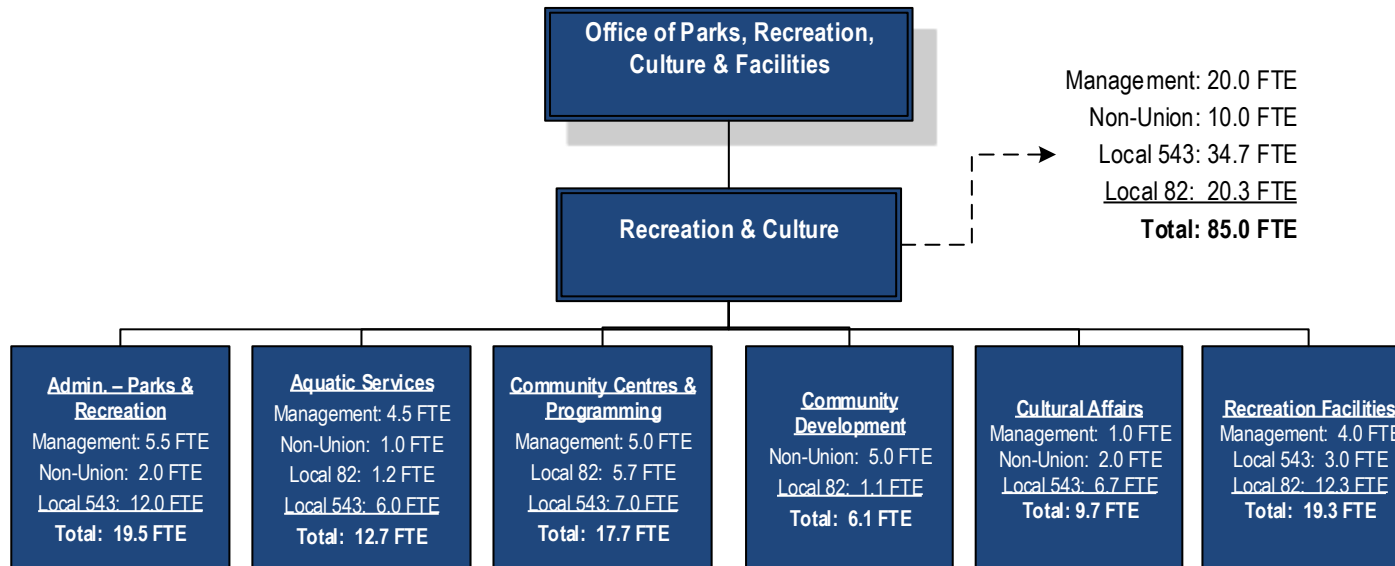 Office of Parks, Recreation,
Culture & Facilities
Management: 20.0 FTE
Non-Union: 10.0 FTE
Local 543: 34.7 FTE
Local 82: 20.3 FTE
Total: 85.0 FTE
Recreation & Culture
Admin. – Parks &
Recreation
Management: 5.5 FTE
Non-Union: 2.0 FTE
Local 543: 12.0 FTE
Total: 19.5 FTE
Aquatic Services
Management: 4.5 FTE
Non-Union: 1.0 FTE
Local 82: 1.2 FTE
Local 543: 6.0 FTE
Total: 12.7 FTE
Community Centres &
Programming
Management: 5.0 FTE
Local 82: 5.7 FTE
Local 543: 7.0 FTE
Total: 17.7 FTE
Community
Development
Non-Union: 5.0 FTE
Local 82: 1.1 FTE
Total: 6.1 FTE
Cultural Affairs
Management: 1.0 FTE
Non-Union: 2.0 FTE
Local 543: 6.7 FTE
Total: 9.7 FTE
Recreation Facilities
Management: 4.0 FTE
Local 543: 3.0 FTE
Local 82: 12.3 FTE
Total: 19.3 FTE